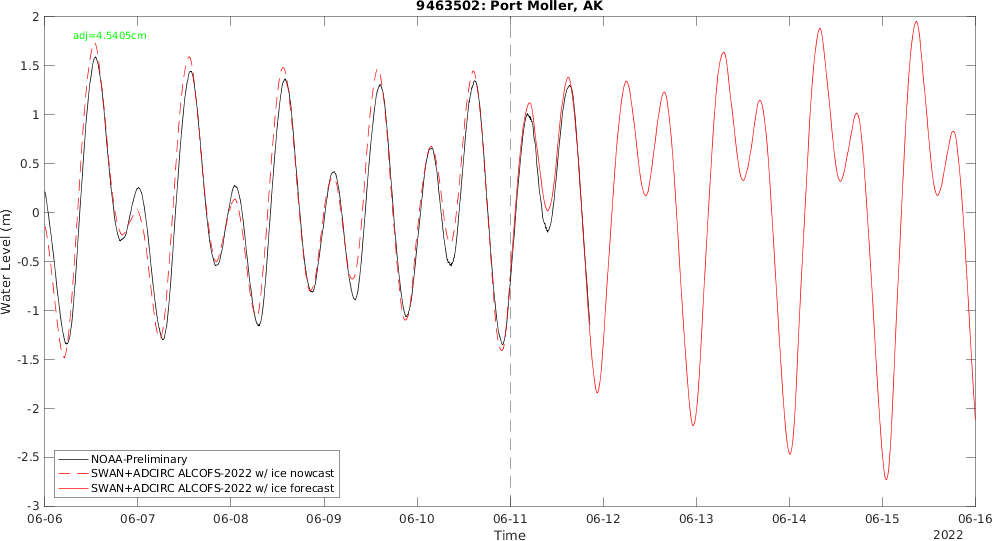 9463502: Port Moller, AK
adj=4.5405cm
Water Level (m)
2
1.5
1
0.5
0
-0.5
-1
-1.5
-2
-2.5
-3
NOAA-Preliminary
SWAN+ADCIRC ALCOFS-2022 w/ ice nowcast
SWAN+ADCIRC ALCOFS-2022 w/ ice forecast
06-06 06-07 06-08 06-09 06-10 06-11 06-12 06-13 06-14 06-15 06-16
Time
2022